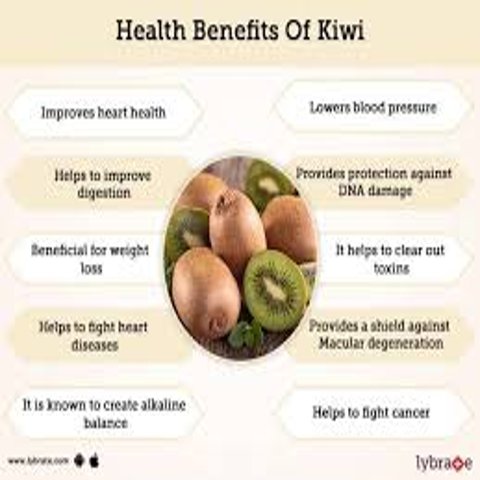 Health Benefits Of Kiwi
Improves heart health
Lowers blood pressure
Helps to improve
digestion
Provides protection against
DNA damage
Beneficial for weight
loss
It helps to clear out
toxins
Helps to fight heart
diseases
Provides a shield against
Macular degeneration
It is known to create alkaline
balance
Helps to fight cancer
www.lybrate.com
lybrate